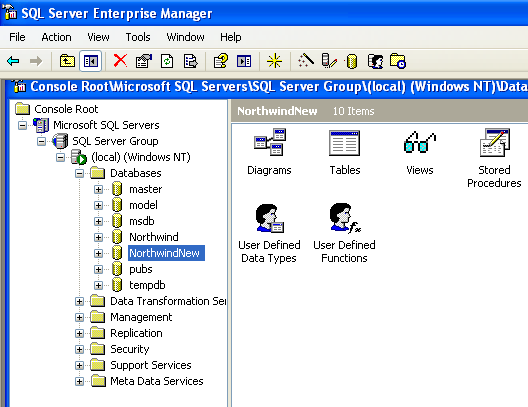 SQL Server Enterprise Manager
File Action View Tools Window Help
Console Root\Microsoft SQL Servers\SQL Server Group\(local) (Windows NT)\Data
Console Root
Microsoft SQL Servers
SQL Server Group
(local) (Windows NT)
Databases
master
model
msdb
Northwind
NorthwindNew
pubs
tempdb
Data Transformation Ser
Management
Replication
Security
Support Services
Meta Data Services
NorthwindNew 10 Items
Diagrams Tables Views Stored
Procedures
User Defined User Defined
Data Types Functions